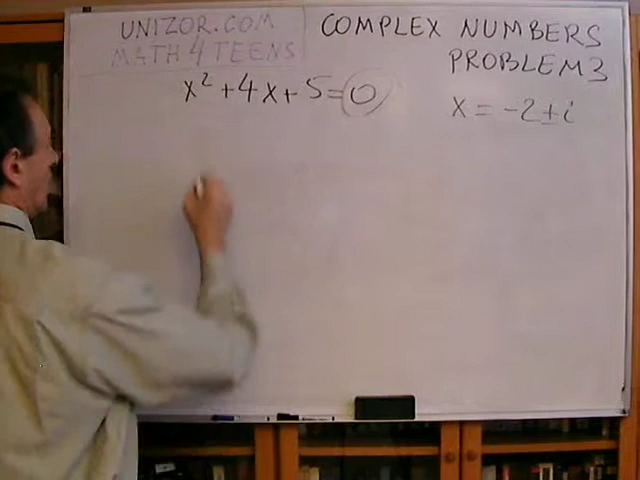 UNIZOR.COM
MATH 4 TEENS
COMPLEX NUMBERS
PROBLEM 3
x² + 4x + 5 = 0
x = -2 ± i